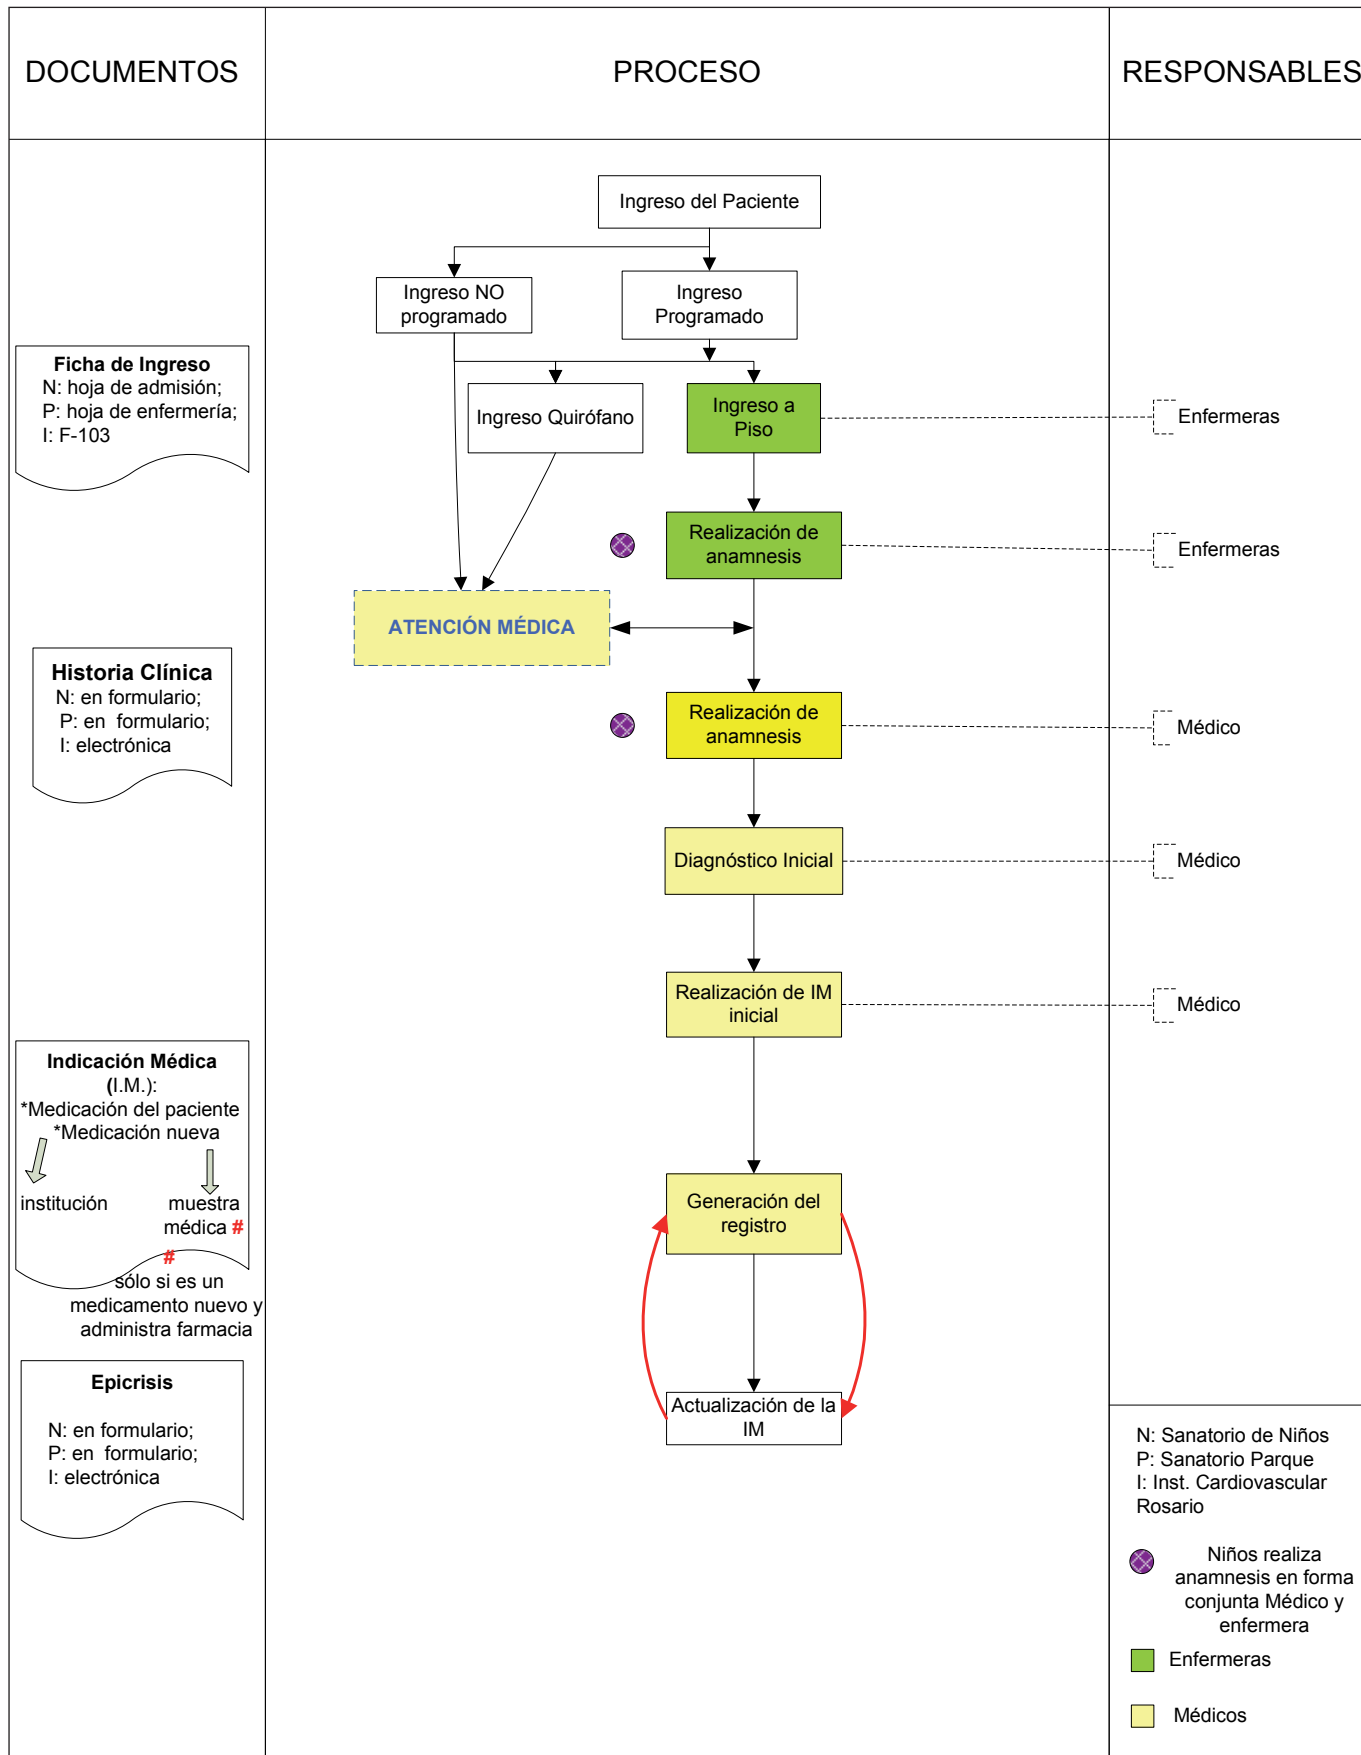 DOCUMENTOS
PROCESO
RESPONSABLES
Ingreso del Paciente
Ingreso NO
programado
Ingreso
Programado
Ficha de Ingreso
N: hoja de admisión;
P: hoja de enfermería;
I: F-103
Ingreso Quirófano
Ingreso a
Piso
Enfermeras
Realización de
anamnesis
Enfermeras
ATENCIÓN MÉDICA
Historia Clínica
N: en formulario;
P: en formulario;
I: electrónica
Realización de
anamnesis
Médico
Diagnóstico Inicial
Médico
Realización de IM
inicial
Médico
Indicación Médica
(I.M.):
*Medicación del paciente
*Medicación nueva
institución
muestra
médica #
#
sólo si es un
medicamento nuevo y
administra farmacia
Generación del
registro
Actualización de la
IM
Epicrisis
N: en formulario;
P: en formulario;
I: electrónica
N: Sanatorio de Niños
P: Sanatorio Parque
I: Inst. Cardiovascular
Rosario
Niños realiza
anamnesis en forma
conjunta Médico y
enfermera
Enfermeras
Médicos